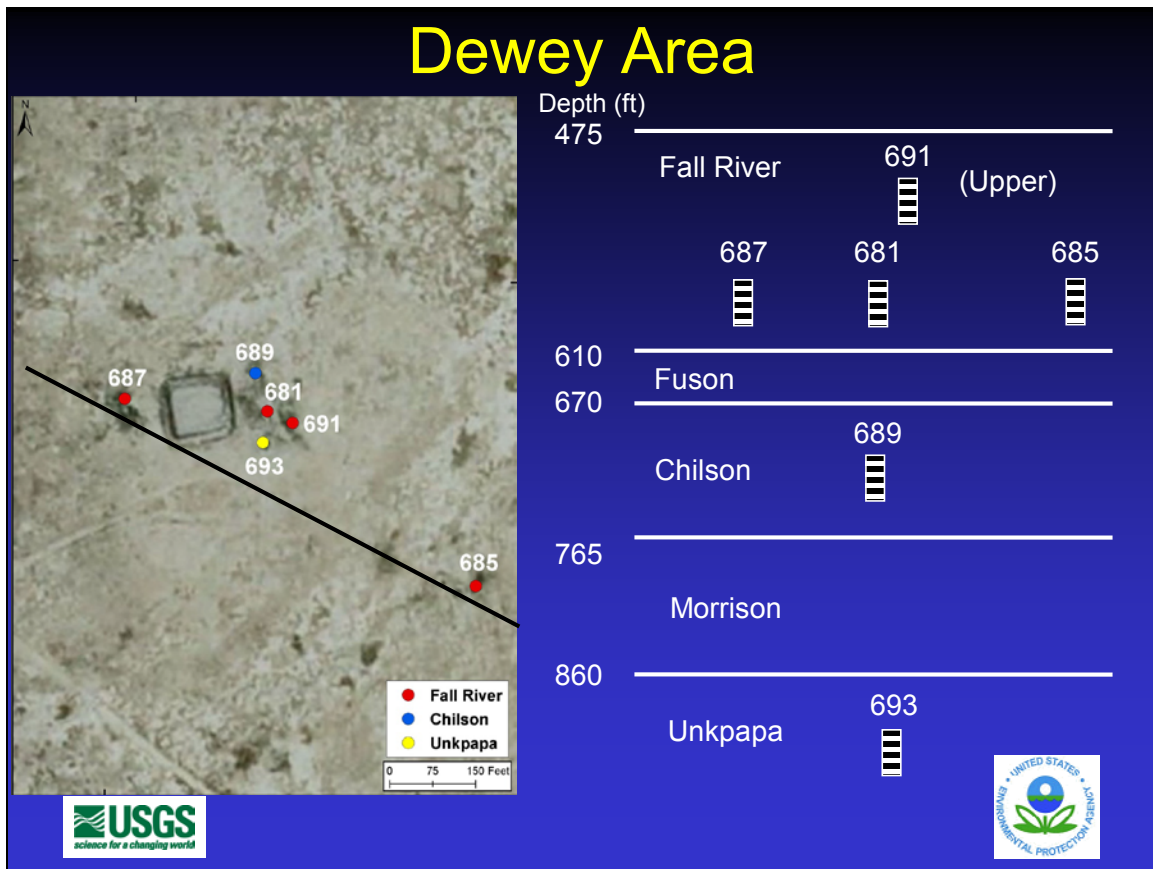 Dewey Area
N
689
687
681
691
693
685
Fall River
Chilson
Unkpapa
0 75 150 Feet
Depth (ft)
475
Fall River
691
(Upper)
687 681 685
610
Fuson
670
689
Chilson
765
Morrison
860
693
Unkpapa
USGS
science for a changing world
UNITED STATES
ENVIRONMENTAL PROTECTION AGENCY